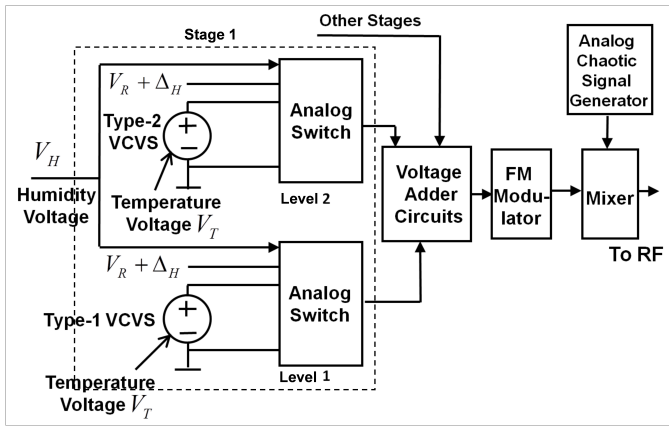 Stage 1
Other Stages
Analog
Chaotic
Signal
Generator
V_R + Δ_H
Type-2
VCVS
+
−
Analog
Switch
V_H
Humidity
Voltage
Temperature
Voltage V_T
Level 2
Voltage
Adder
Circuits
FM
Modu-
lator
Mixer
To RF
V_R + Δ_H
Type-1 VCVS
+
−
Analog
Switch
Level 1
Temperature
Voltage V_T